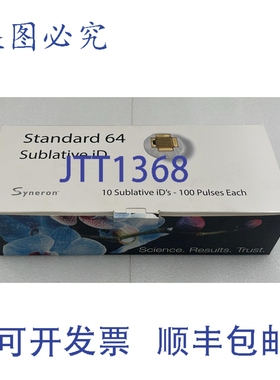 盗图必究
Standard 64
Sublative iD
JTT1368
Syneron
10 Sublative iD's - 100 Pulses Each
Science. Results. Trust.
可开发票 顺丰包邮